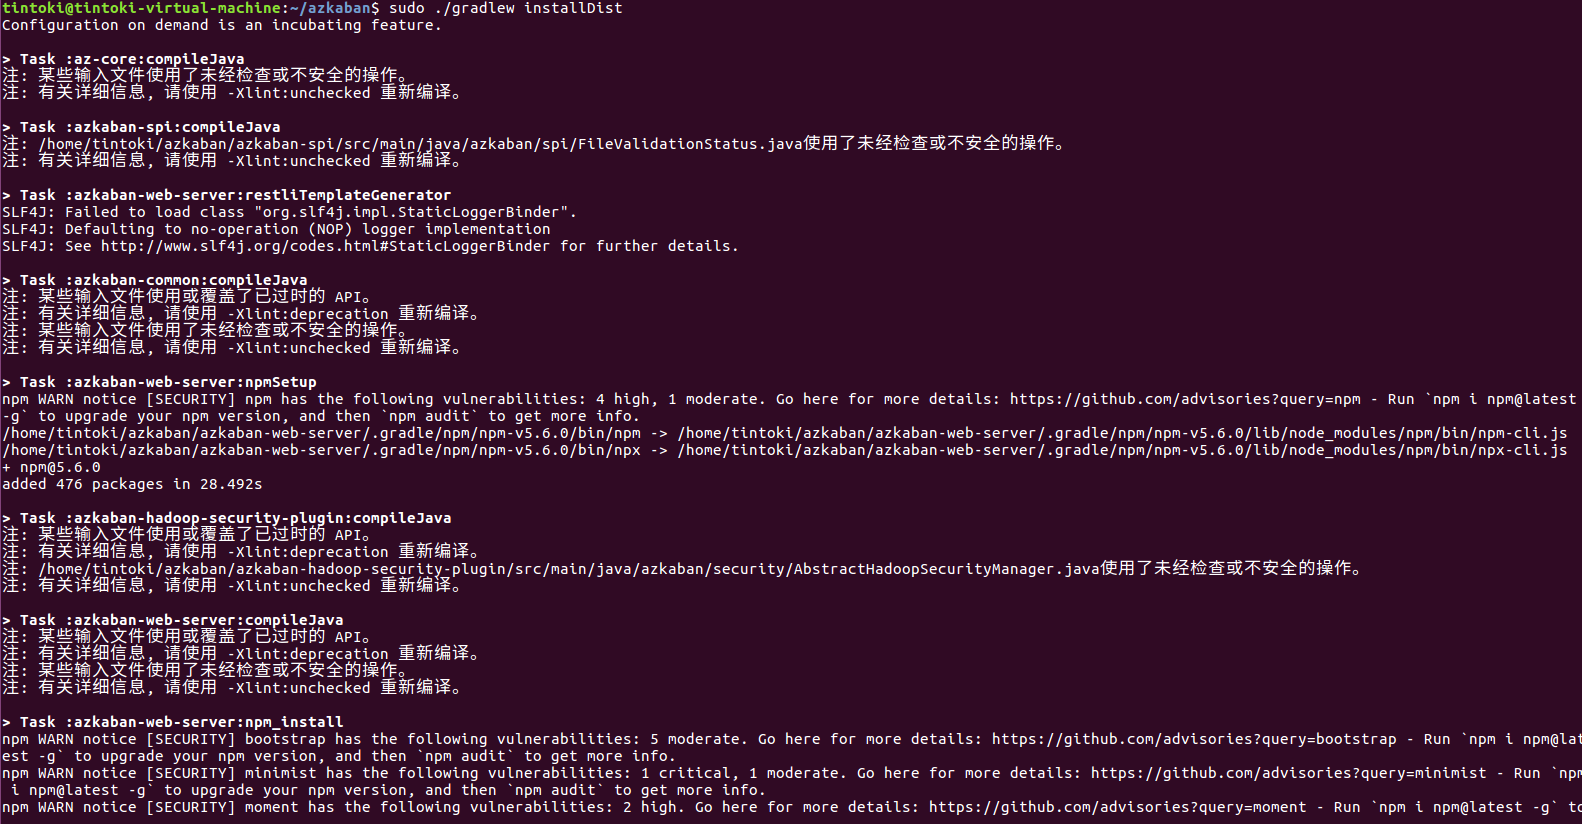 tintoki@tintoki-virtual-machine:~/azkaban$ sudo ./gradlew installDist
Configuration on demand is an incubating feature.
> Task :az-core:compileJava
注: 某些输入文件使用了未经检查或不安全的操作。
注: 有关详细信息, 请使用 -Xlint:unchecked 重新编译。
> Task :azkaban-spi:compileJava
注: /home/tintoki/azkaban/azkaban-spi/src/main/java/azkaban/spi/FileValidationStatus.java使用了未经检查或不安全的操作。
注: 有关详细信息, 请使用 -Xlint:unchecked 重新编译。
> Task :azkaban-web-server:restliTemplateGenerator
SLF4J: Failed to load class "org.slf4j.impl.StaticLoggerBinder".
SLF4J: Defaulting to no-operation (NOP) logger implementation
SLF4J: See http://www.slf4j.org/codes.html#StaticLoggerBinder for further details.
> Task :azkaban-common:compileJava
注: 某些输入文件使用或覆盖了已过时的 API。
注: 有关详细信息, 请使用 -Xlint:deprecation 重新编译。
注: 某些输入文件使用了未经检查或不安全的操作。
注: 有关详细信息, 请使用 -Xlint:unchecked 重新编译。
> Task :azkaban-web-server:npmSetup
npm WARN notice [SECURITY] npm has the following vulnerabilities: 4 high, 1 moderate. Go here for more details: https://github.com/advisories?query=npm - Run `npm i npm@latest
-g` to upgrade your npm version, and then `npm audit` to get more info.
/home/tintoki/azkaban/azkaban-web-server/.gradle/npm/npm-v5.6.0/bin/npm -> /home/tintoki/azkaban/azkaban-web-server/.gradle/npm/npm-v5.6.0/lib/node_modules/npm/bin/npm-cli.js
/home/tintoki/azkaban/azkaban-web-server/.gradle/npm/npm-v5.6.0/bin/npx -> /home/tintoki/azkaban/azkaban-web-server/.gradle/npm/npm-v5.6.0/lib/node_modules/npm/bin/npx-cli.js
+ npm@5.6.0
added 476 packages in 28.492s
> Task :azkaban-hadoop-security-plugin:compileJava
注: 某些输入文件使用或覆盖了已过时的 API。
注: 有关详细信息, 请使用 -Xlint:deprecation 重新编译。
注: /home/tintoki/azkaban/azkaban-hadoop-security-plugin/src/main/java/azkaban/security/AbstractHadoopSecurityManager.java使用了未经检查或不安全的操作。
注: 有关详细信息, 请使用 -Xlint:unchecked 重新编译。
> Task :azkaban-web-server:compileJava
注: 某些输入文件使用或覆盖了已过时的 API。
注: 有关详细信息, 请使用 -Xlint:deprecation 重新编译。
注: 某些输入文件使用了未经检查或不安全的操作。
注: 有关详细信息, 请使用 -Xlint:unchecked 重新编译。
> Task :azkaban-web-server:npm_install
npm WARN notice [SECURITY] bootstrap has the following vulnerabilities: 5 moderate. Go here for more details: https://github.com/advisories?query=bootstrap - Run `npm i npm@lat
est -g` to upgrade your npm version, and then `npm audit` to get more info.
npm WARN notice [SECURITY] minimist has the following vulnerabilities: 1 critical, 1 moderate. Go here for more details: https://github.com/advisories?query=minimist - Run `npm
i npm@latest -g` to upgrade your npm version, and then `npm audit` to get more info.
npm WARN notice [SECURITY] moment has the following vulnerabilities: 2 high. Go here for more details: https://github.com/advisories?query=moment - Run `npm i npm@latest -g` to